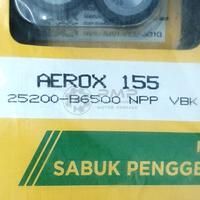 AEROX 155
25200-B6500 NPP VBK
SABUK PENGGE